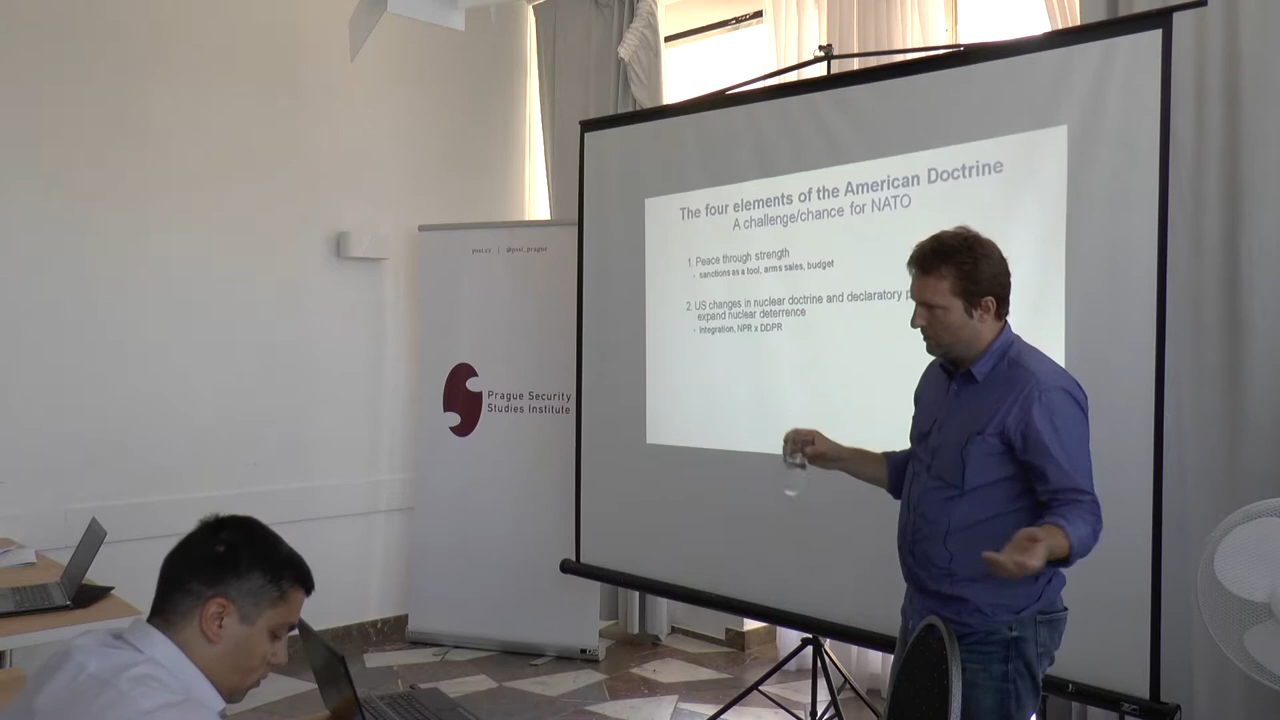 pssi.cz | @pssi_prague
Prague Security
Studies Institute
The four elements of the American Doctrine
A challenge/chance for NATO
1. Peace through strength
- sanctions as a tool, arms sales, budget
2. US changes in nuclear doctrine and declaratory
expand nuclear deterrence
- Integration, NPR x DDPR